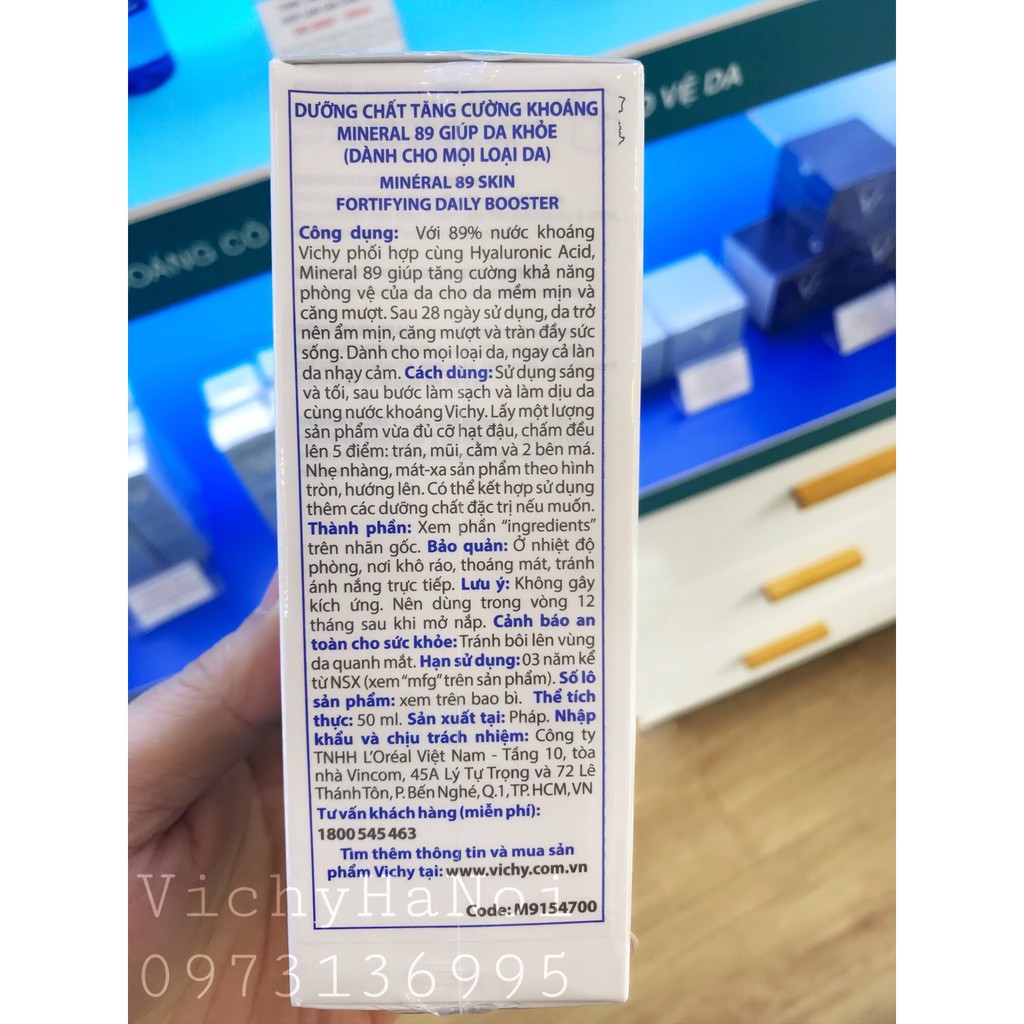 VỆ DA
DƯỠNG CHẤT TĂNG CƯỜNG KHOÁNG
MINERAL 89 GIÚP DA KHỎE
(DÀNH CHO MỌI LOẠI DA)
MINÉRAL 89 SKIN
FORTIFYING DAILY BOOSTER
Công dụng: Với 89% nước khoáng
Vichy phối hợp cùng Hyaluronic Acid,
Mineral 89 giúp tăng cường khả năng
phòng vệ của da cho da mềm mịn và
căng mượt. Sau 28 ngày sử dụng, da trở
nên ẩm mịn, căng mượt và tràn đầy sức
sống. Dành cho mọi loại da, ngay cả làn
da nhạy cảm. Cách dùng: Sử dụng sáng
và tối, sau bước làm sạch và làm dịu da
cùng nước khoáng Vichy. Lấy một lượng
sản phẩm vừa đủ cỡ hạt đậu, chấm đều
lên 5 điểm: trán, mũi, cằm và 2 bên má.
Nhẹ nhàng, mát-xa sản phẩm theo hình
tròn, hướng lên. Có thể kết hợp sử dụng
thêm các dưỡng chất đặc trị nếu muốn.
Thành phần: Xem phần "ingredients"
trên nhãn gốc. Bảo quản: Ở nhiệt độ
phòng, nơi khô ráo, thoáng mát, tránh
ánh nắng trực tiếp. Lưu ý: Không gây
kích ứng. Nên dùng trong vòng 12
tháng sau khi mở nắp. Cảnh báo an
toàn cho sức khỏe: Tránh bôi lên vùng
da quanh mắt. Hạn sử dụng: 03 năm kể
từ NSX (xem "mfg" trên sản phẩm). Số lô
sản phẩm: xem trên bao bì. Thể tích
thực: 50 ml. Sản xuất tại: Pháp. Nhập
khẩu và chịu trách nhiệm: Công ty
TNHH L'Oréal Việt Nam - Tầng 10, tòa
nhà Vincom, 45A Lý Tự Trọng và 72 Lê
Thánh Tôn, P. Bến Nghé, Q.1, TP. HCM, VN
Tư vấn khách hàng (miễn phí):
1800 545 463
Tìm thêm thông tin và mua sản
phẩm Vichy tại: www.vichy.com.vn
Code: M9154700
VichyHaNoi
0973136995